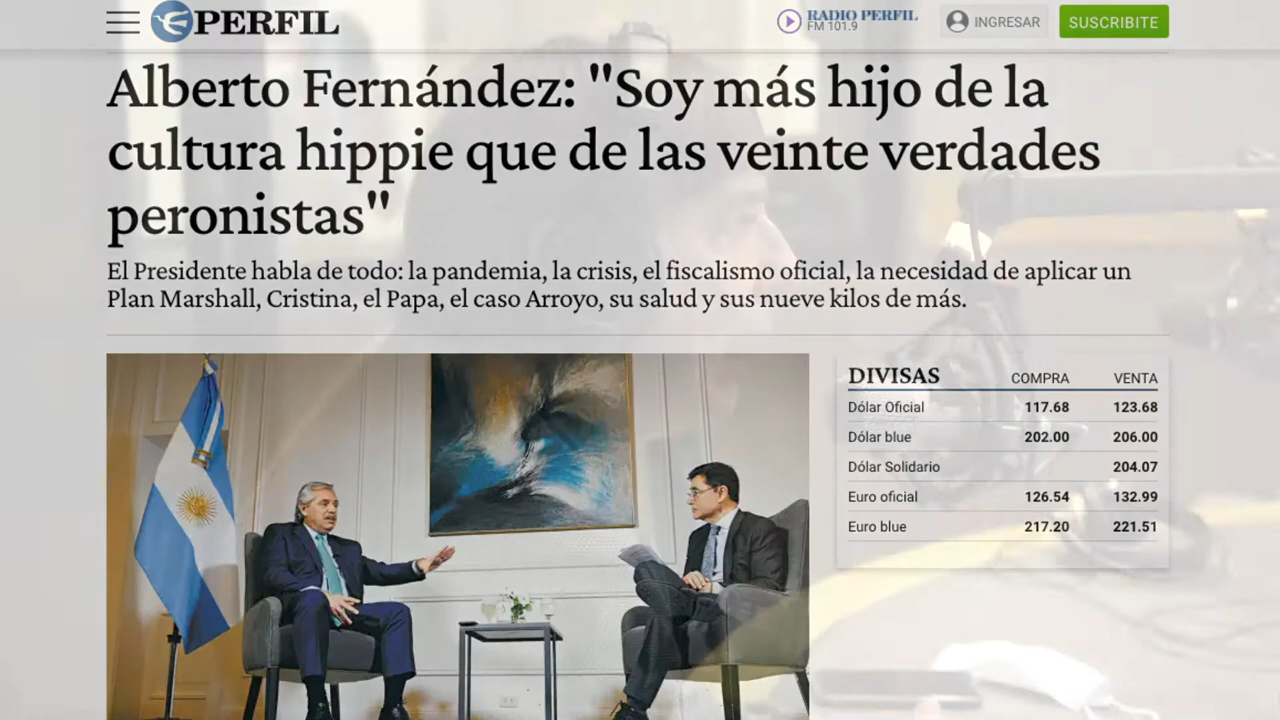 PERFIL
RADIO PERFIL
FM 101.9
INGRESAR
SUSCRIBITE
Alberto Fernández: "Soy más hijo de la
cultura hippie que de las veinte verdades
peronistas"
El Presidente habla de todo: la pandemia, la crisis, el fiscalismo oficial, la necesidad de aplicar un
Plan Marshall, Cristina, el Papa, el caso Arroyo, su salud y sus nueve kilos de más.
DIVISAS COMPRA VENTA
Dólar Oficial 117.68 123.68
Dólar blue 202.00 206.00
Dólar Solidario 204.07
Euro oficial 126.54 132.99
Euro blue 217.20 221.51